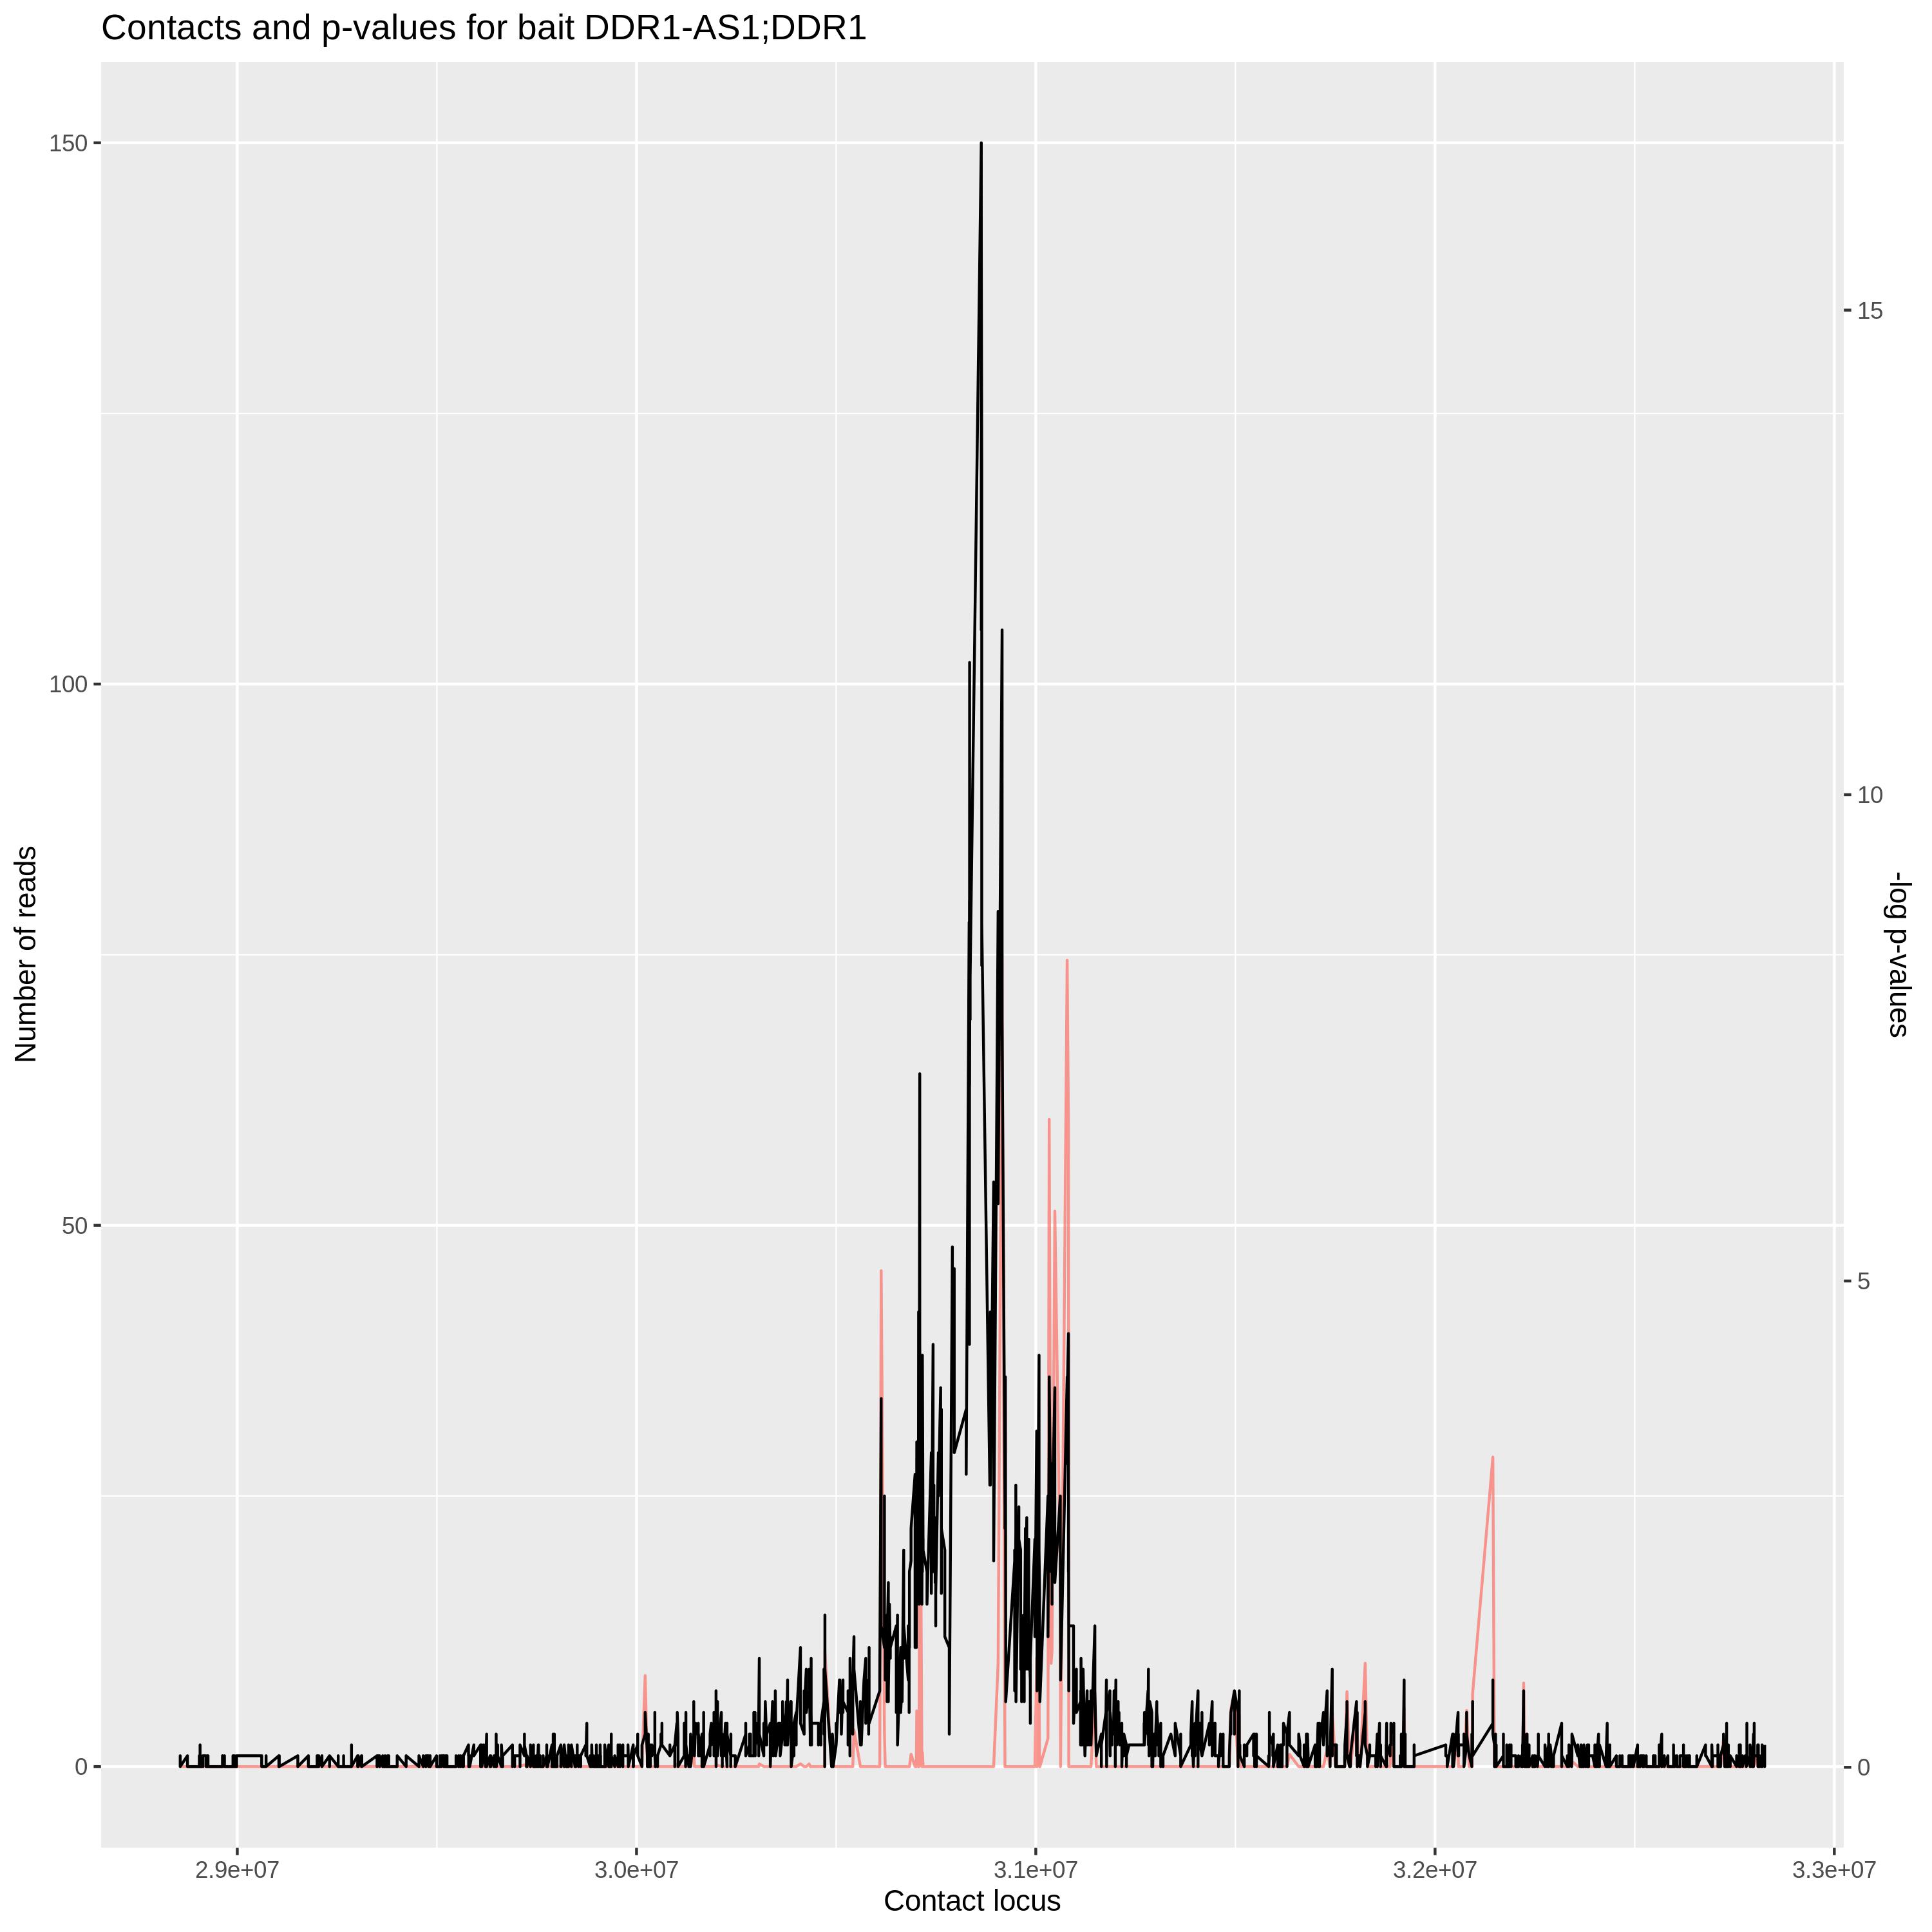 Contacts and p-values for bait DDR1-AS1;DDR1
150
100
50
0
Number of reads
15
10
5
0
-log p-values
2.9e+07
3.0e+07
3.1e+07
3.2e+07
3.3e+07
Contact locus